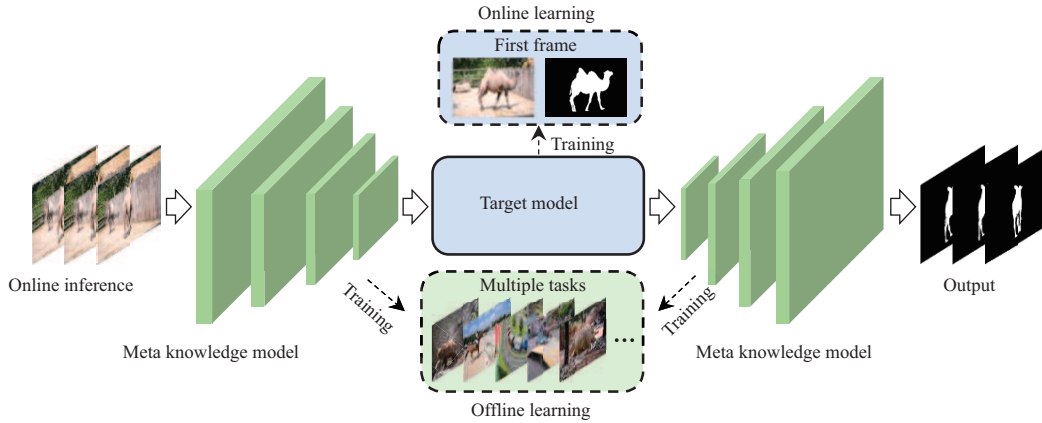 Online learning
First frame
Training
Target model
Online inference
Multiple tasks
Output
Training
Training
Meta knowledge model
Meta knowledge model
...
Offline learning